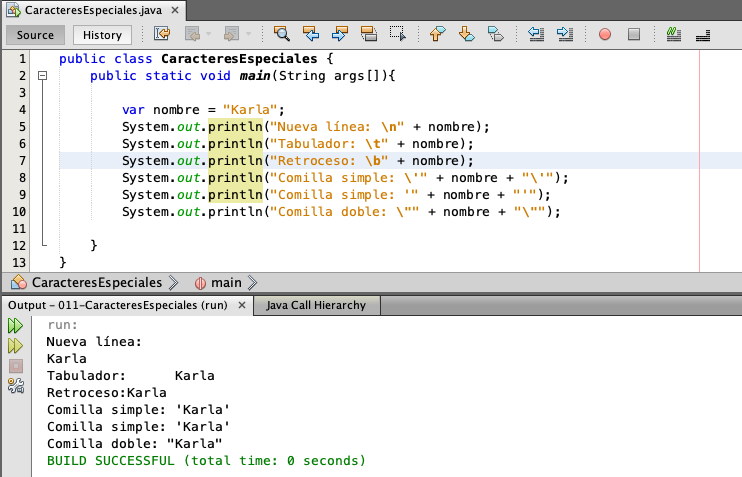 CaracteresEspeciales.java ×
Source History
1 public class CaracteresEspeciales {
2 public static void main(String args[]){
3
4 var nombre = "Karla";
5 System.out.println("Nueva línea: \n" + nombre);
6 System.out.println("Tabulador: \t" + nombre);
7 System.out.println("Retroceso: \b" + nombre);
8 System.out.println("Comilla simple: \'" + nombre + "\'");
9 System.out.println("Comilla simple: '" + nombre + "'");
10 System.out.println("Comilla doble: \"" + nombre + "\"");
11
12 }
13 }
CaracteresEspeciales main
Output - 011-CaracteresEspeciales (run) × Java Call Hierarchy
run:
Nueva línea:
Karla
Tabulador: Karla
Retroceso:Karla
Comilla simple: 'Karla'
Comilla simple: 'Karla'
Comilla doble: "Karla"
BUILD SUCCESSFUL (total time: 0 seconds)